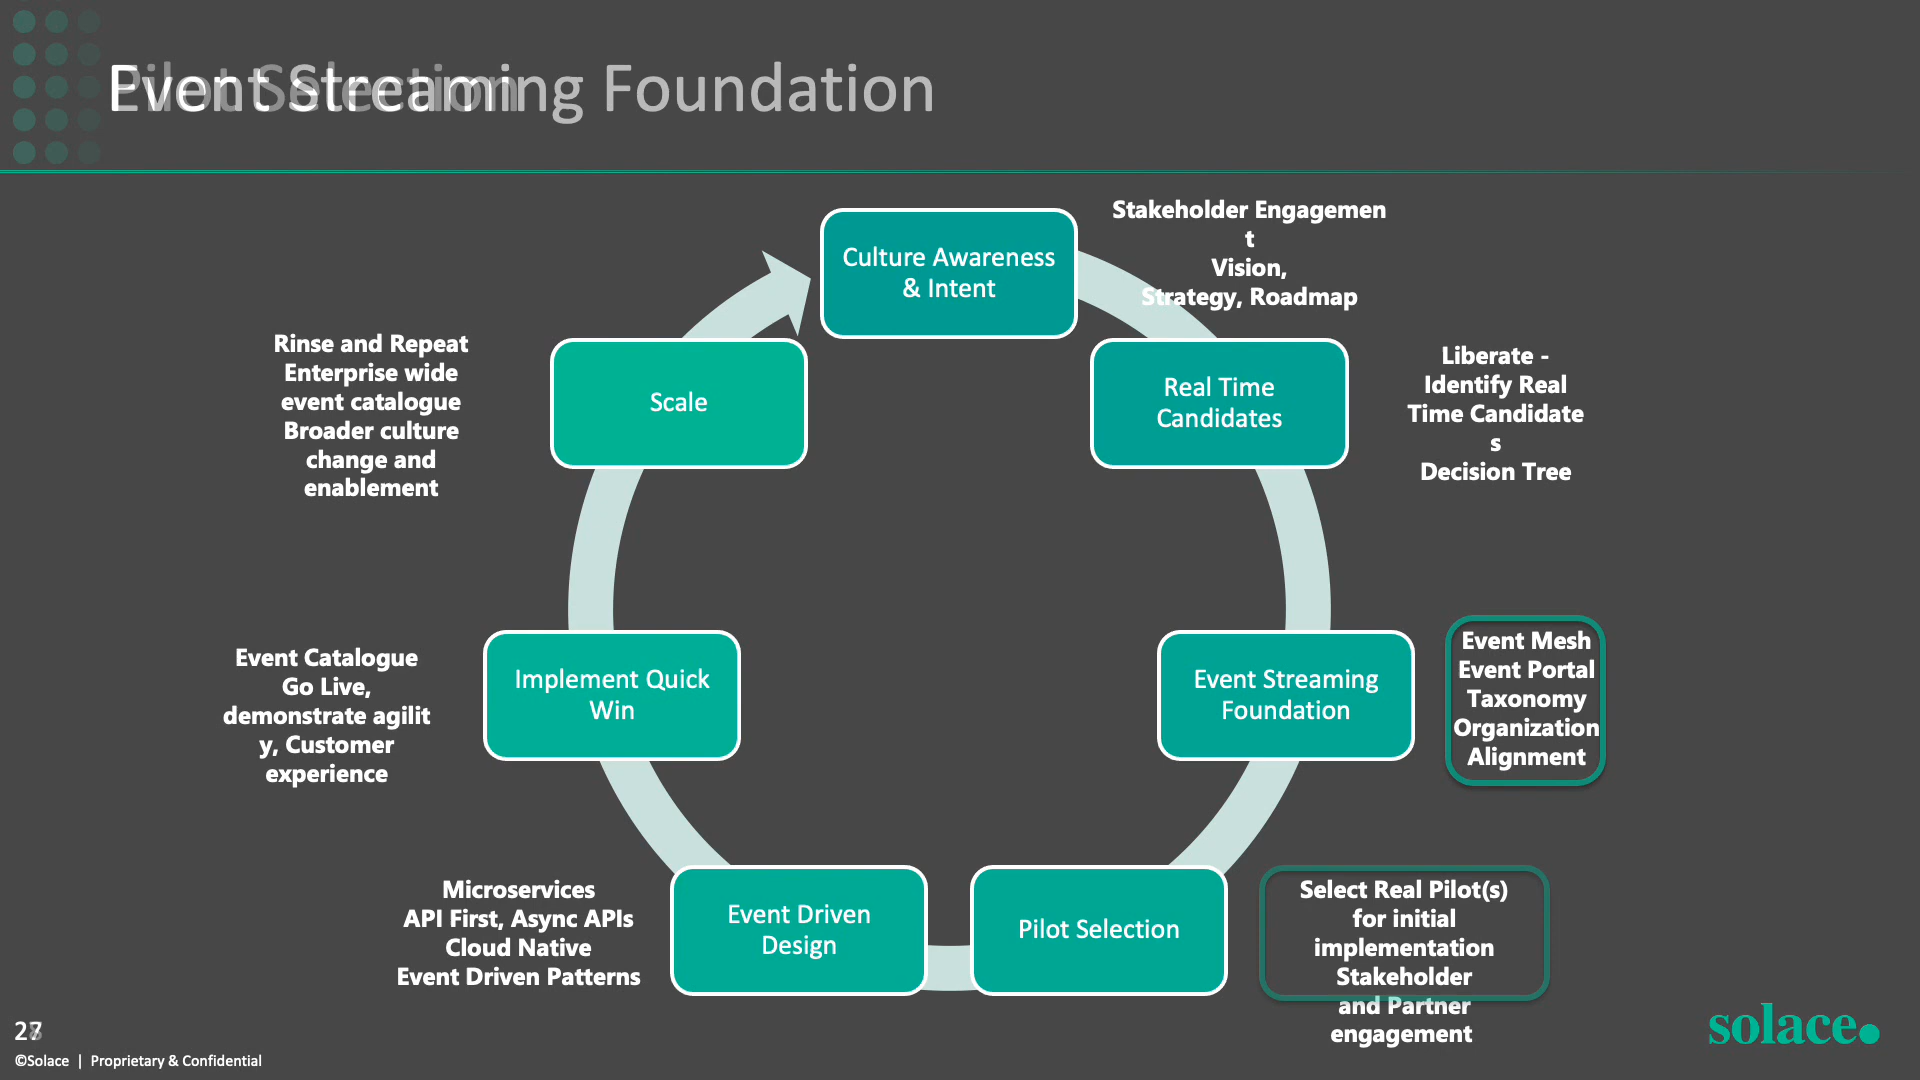 Event Streaming Foundation
Pilot Selection
Culture Awareness
& Intent
Stakeholder Engagemen
t
Vision,
Strategy, Roadmap
Real Time
Candidates
Liberate -
Identify Real
Time Candidate
s
Decision Tree
Event Streaming
Foundation
Event Mesh
Event Portal
Taxonomy
Organization
Alignment
Pilot Selection
Select Real Pilot(s)
for initial
implementation
Stakeholder
and Partner
engagement
Event Driven
Design
Microservices
API First, Async APIs
Cloud Native
Event Driven Patterns
Implement Quick
Win
Event Catalogue
Go Live,
demonstrate agilit
y, Customer
experience
Scale
Rinse and Repeat
Enterprise wide
event catalogue
Broader culture
change and
enablement
©Solace | Proprietary & Confidential
solace.